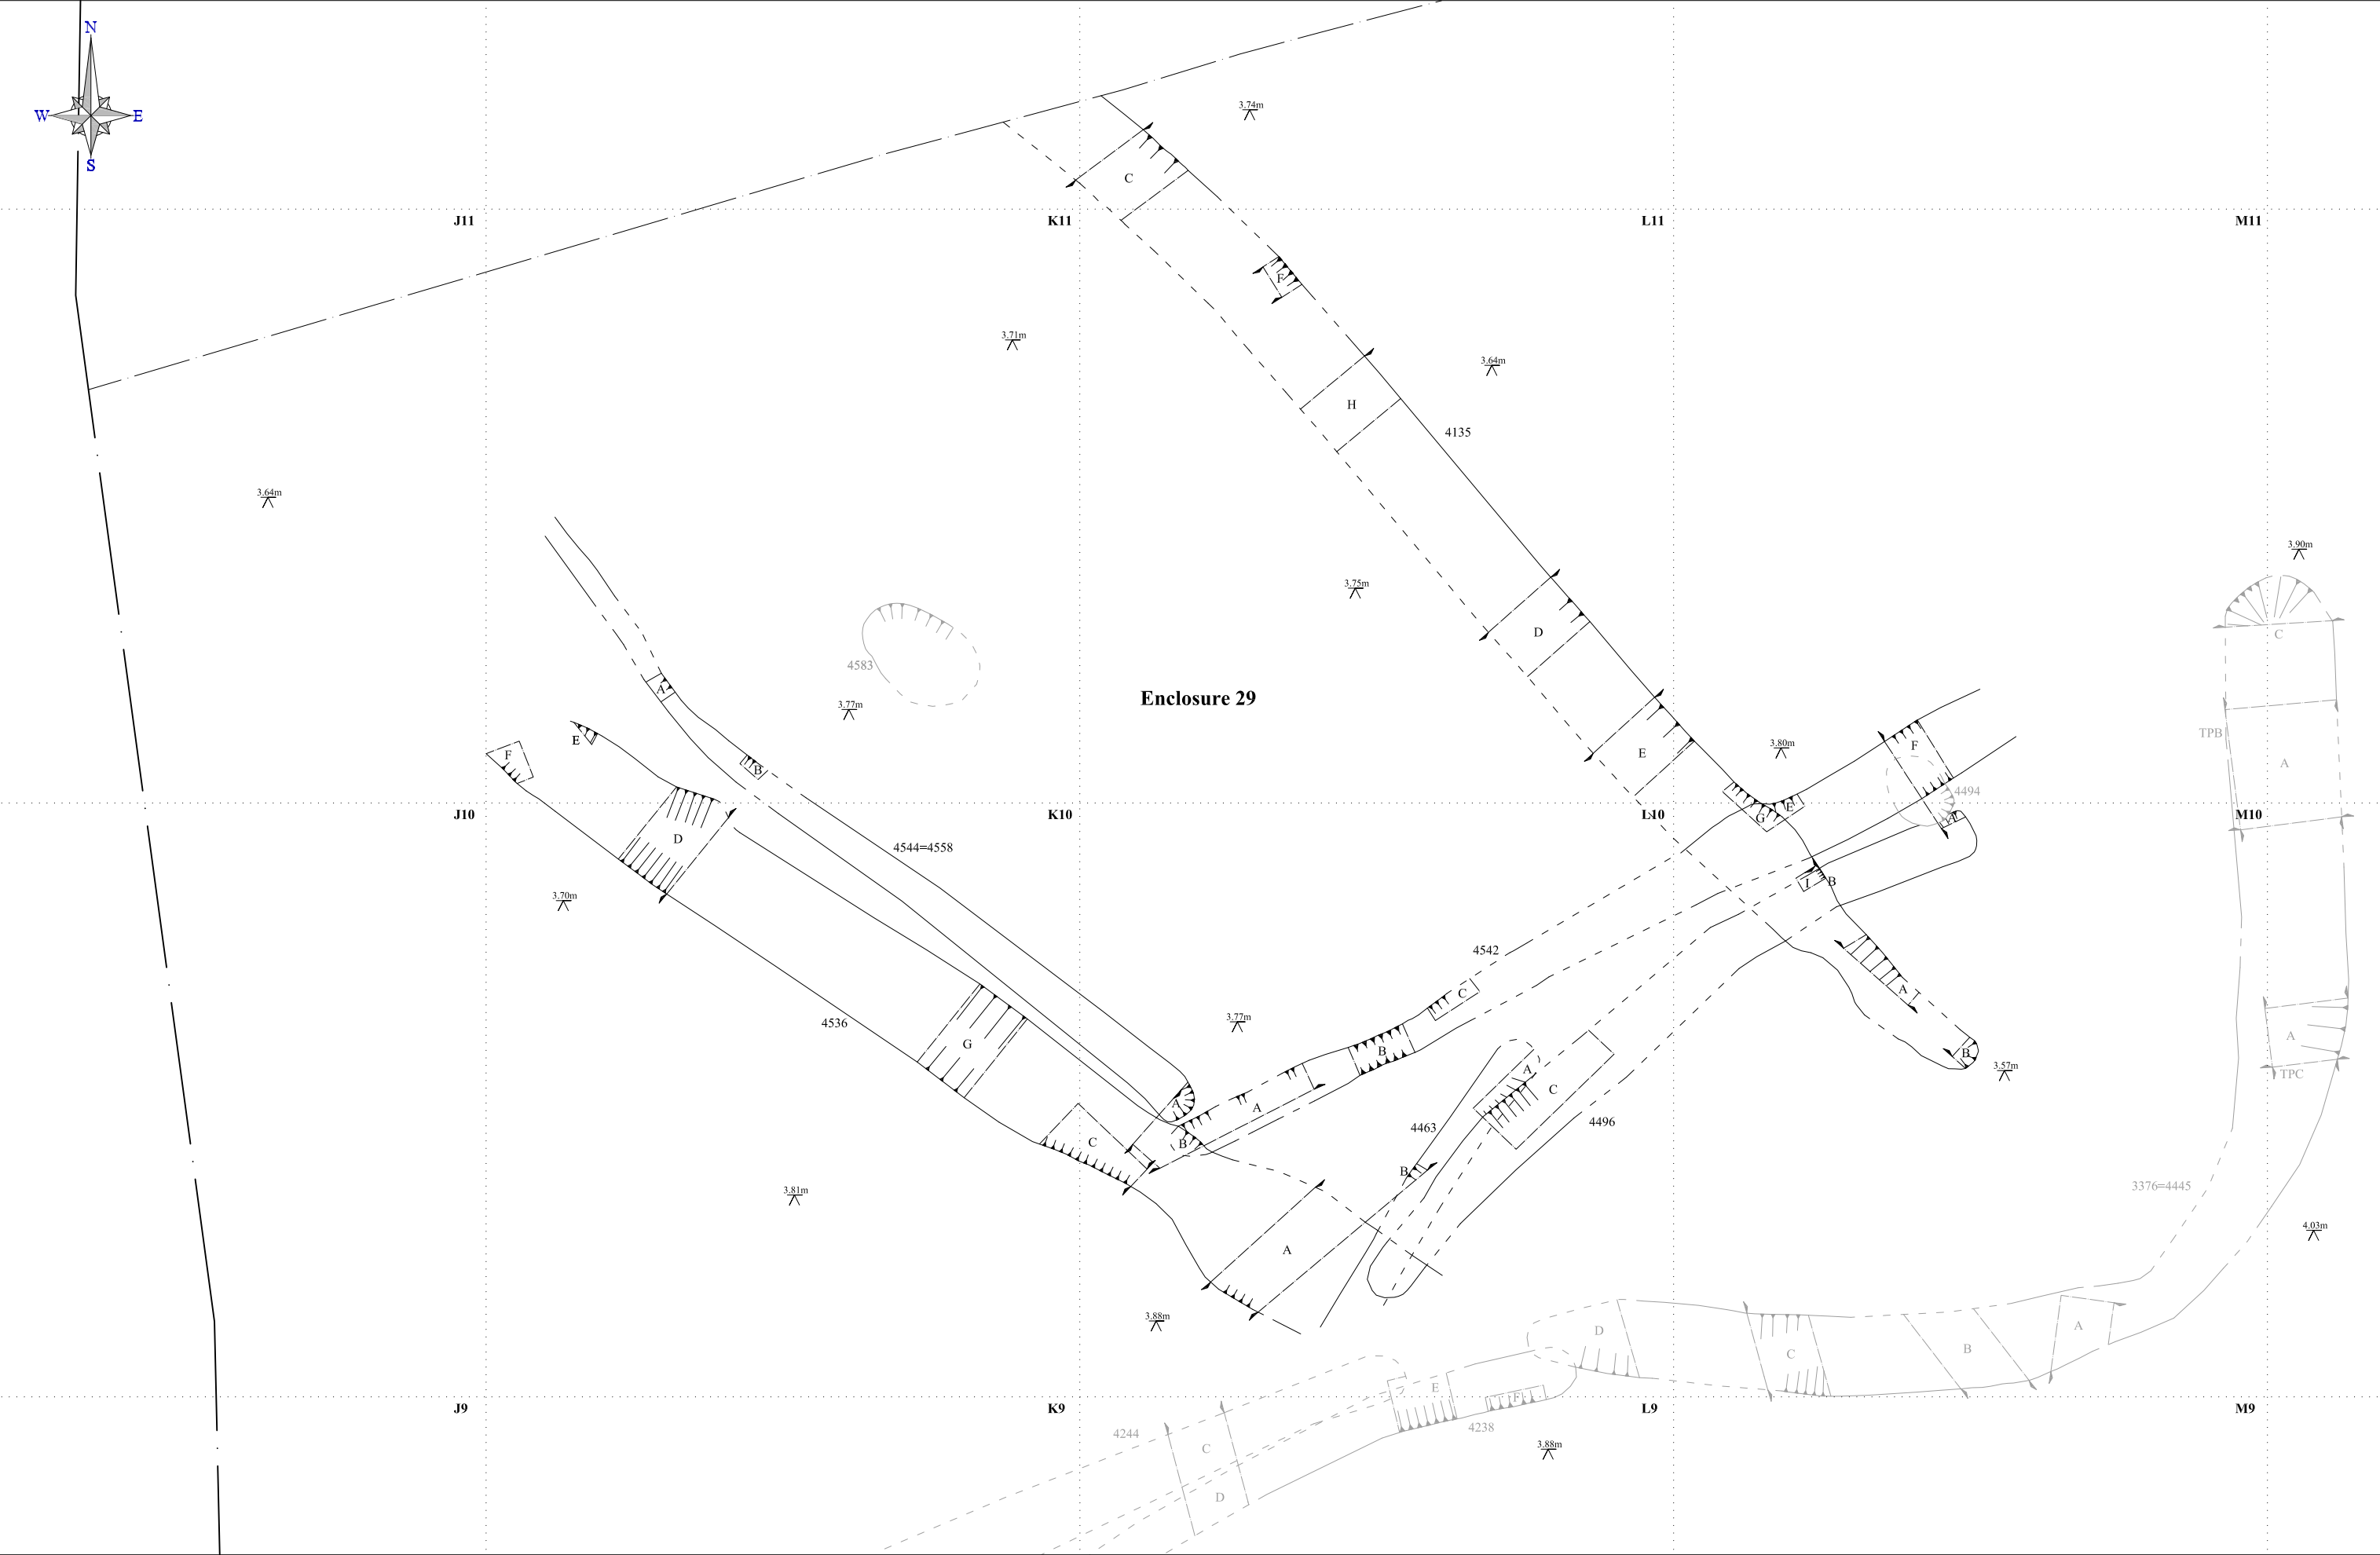 N
W E
S
3.74m
C
J11 K11 L11 M11
F
3.71m
3.64m
H
4135
3.64m
3.90m
3.75m
D
C
4583
A
Enclosure 29
3.77m
TPB
E
F
E
3.80m
F
A
B
4494
E
J10 K10 L10 M10
G
A
D
4544=4558
I B
3.70m
4542
A
C
4536
3.77m
A
G
B
B
3.57m
A
C
TPC
A
A
4463
4496
C
B
B
3.81m
3376=4445
4.03m
A
3.88m
D
A
C
B
E
F
J9 K9 L9 M9
4238
4244
C
3.88m
D